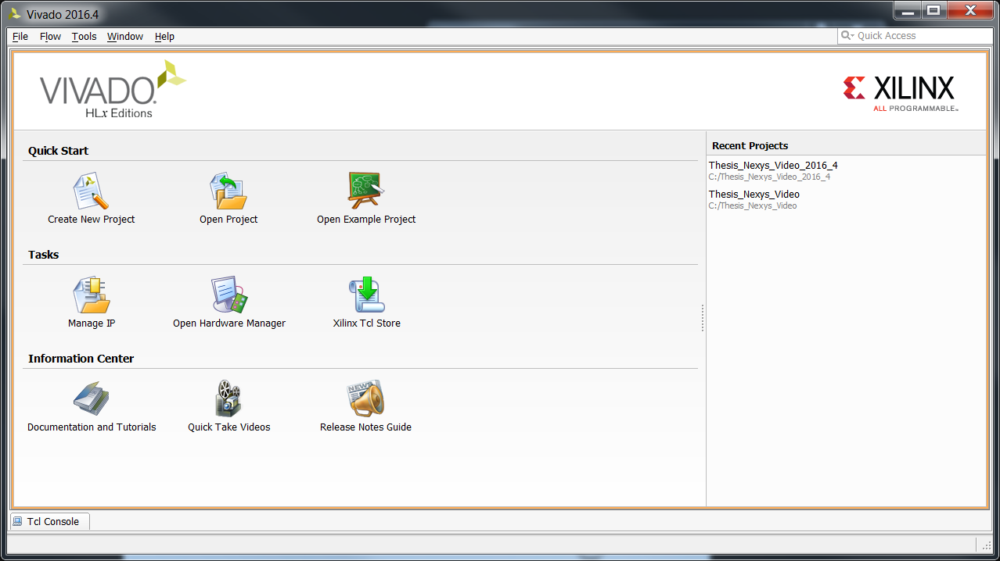 Vivado 2016.4
File Flow Tools Window Help
Quick Access
VIVADO.
HLx Editions
XILINX
ALL PROGRAMMABLE™
Quick Start
Create New Project
Open Project
Open Example Project
Tasks
Manage IP
Open Hardware Manager
Xilinx Tcl Store
Information Center
Documentation and Tutorials
NEWS
Quick Take Videos
Release Notes Guide
Recent Projects
Thesis_Nexys_Video_2016_4
C:/Thesis_Nexys_Video_2016_4
Thesis_Nexys_Video
C:/Thesis_Nexys_Video
Tcl Console